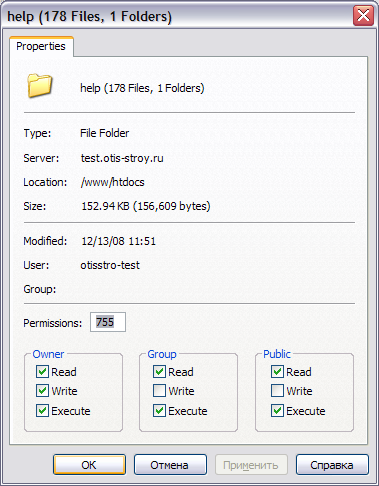 help (178 Files, 1 Folders)
Properties
help (178 Files, 1 Folders)
Type: File Folder
Server: test.otis-stroy.ru
Location: /www/htdocs
Size: 152.94 KB (156,609 bytes)
Modified: 12/13/08 11:51
User: otisstro-test
Group:
Permissions: 755
Owner Group Public
Read Read Read
Write Write Write
Execute Execute Execute
OK Отмена Применить Справка